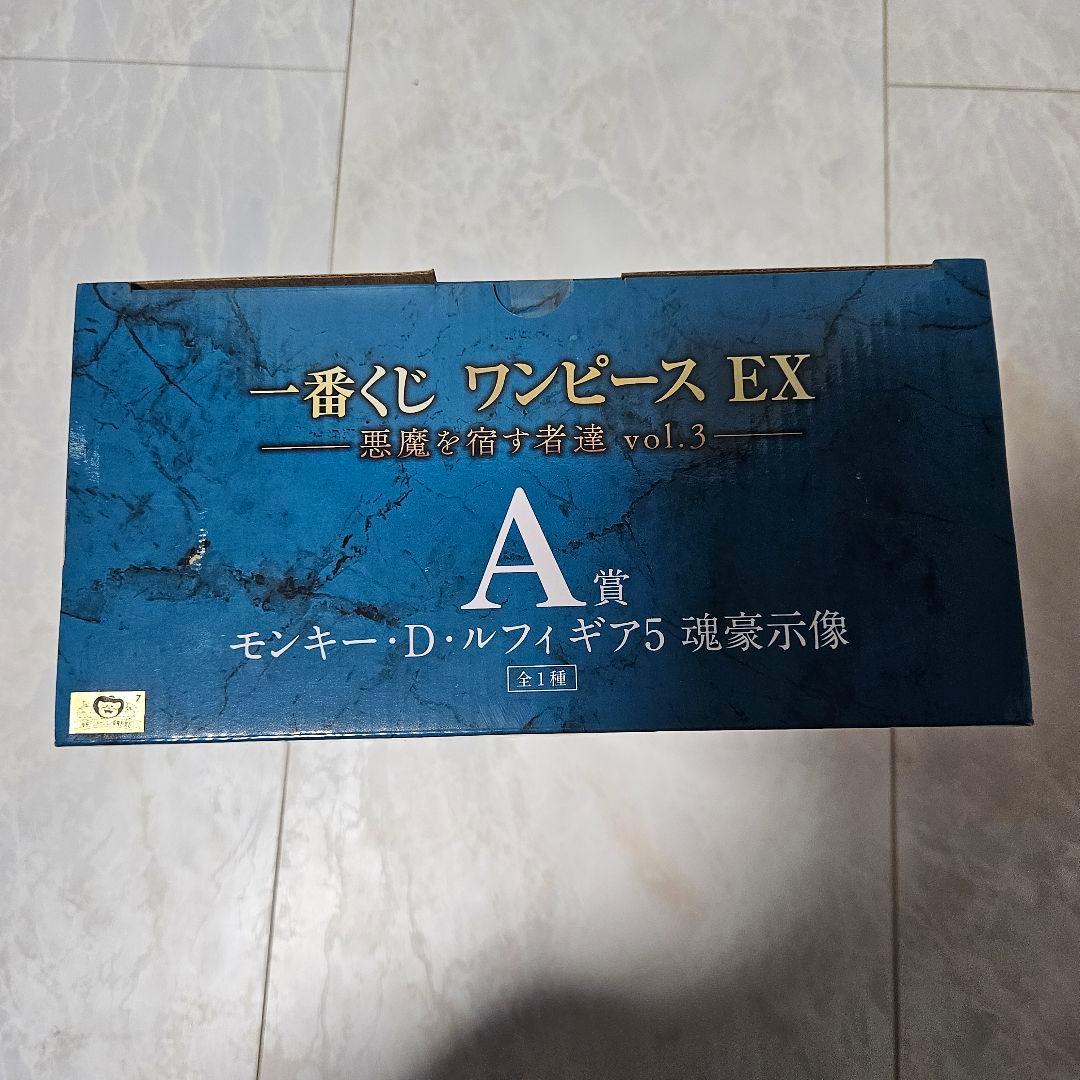 一番くじ ワンピース EX
悪魔を宿す者達 vol.3
A賞
モンキー・D・ルフィ ギア5 魂豪示像
全1種
7